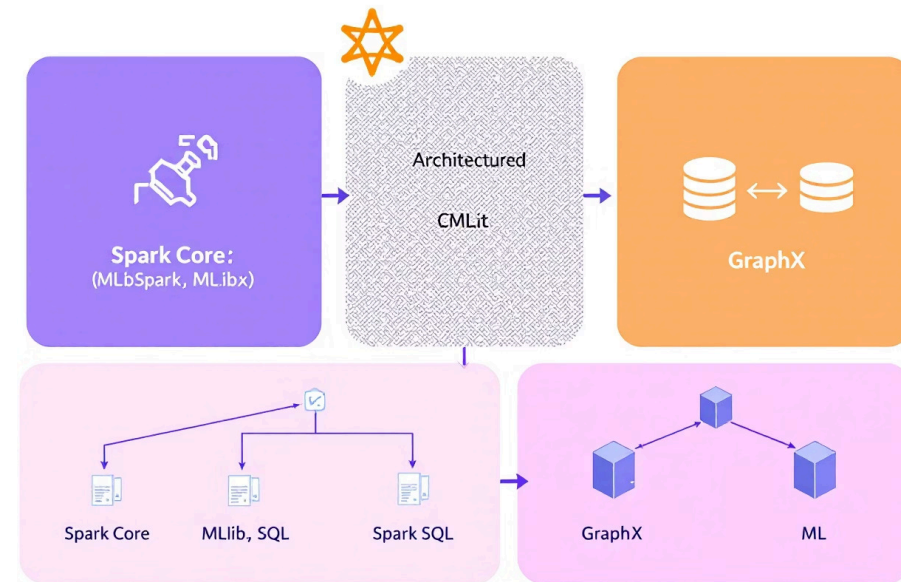 Architectured
CMLit
Spark Core:
(MLbSpark, ML.ibx)
GraphX
Spark Core
MLlib, SQL
Spark SQL
GraphX
ML